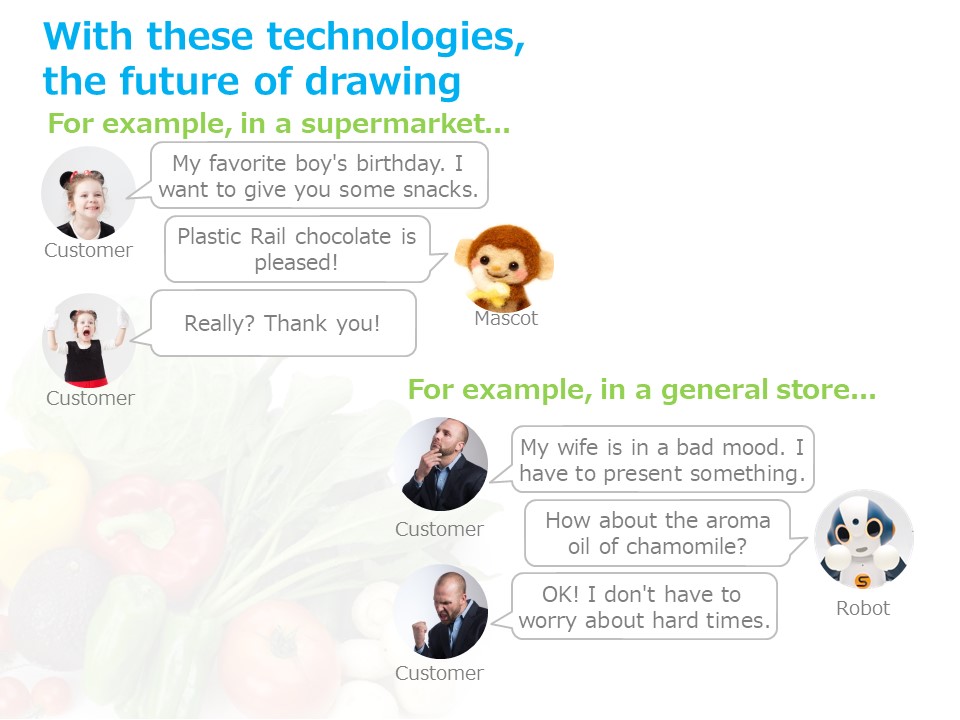 With these technologies,
the future of drawing
For example, in a supermarket...
My favorite boy's birthday. I
want to give you some snacks.
Customer
Plastic Rail chocolate is
pleased!
Mascot
Really? Thank you!
Customer
For example, in a general store...
My wife is in a bad mood. I
have to present something.
Customer
How about the aroma
oil of chamomile?
S
Robot
OK! I don't have to
worry about hard times.
Customer